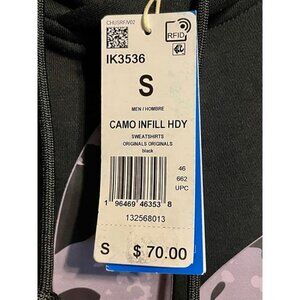 CHUSRFIV02
RFID
IK3536
S
MEN / HOMBRE
CAMO INFILL HDY
SWEATSHIRTS
ORIGINALS ORIGINALS
black
46
662
UPC
1 96469 46353 8
132568013
S $ 70.00